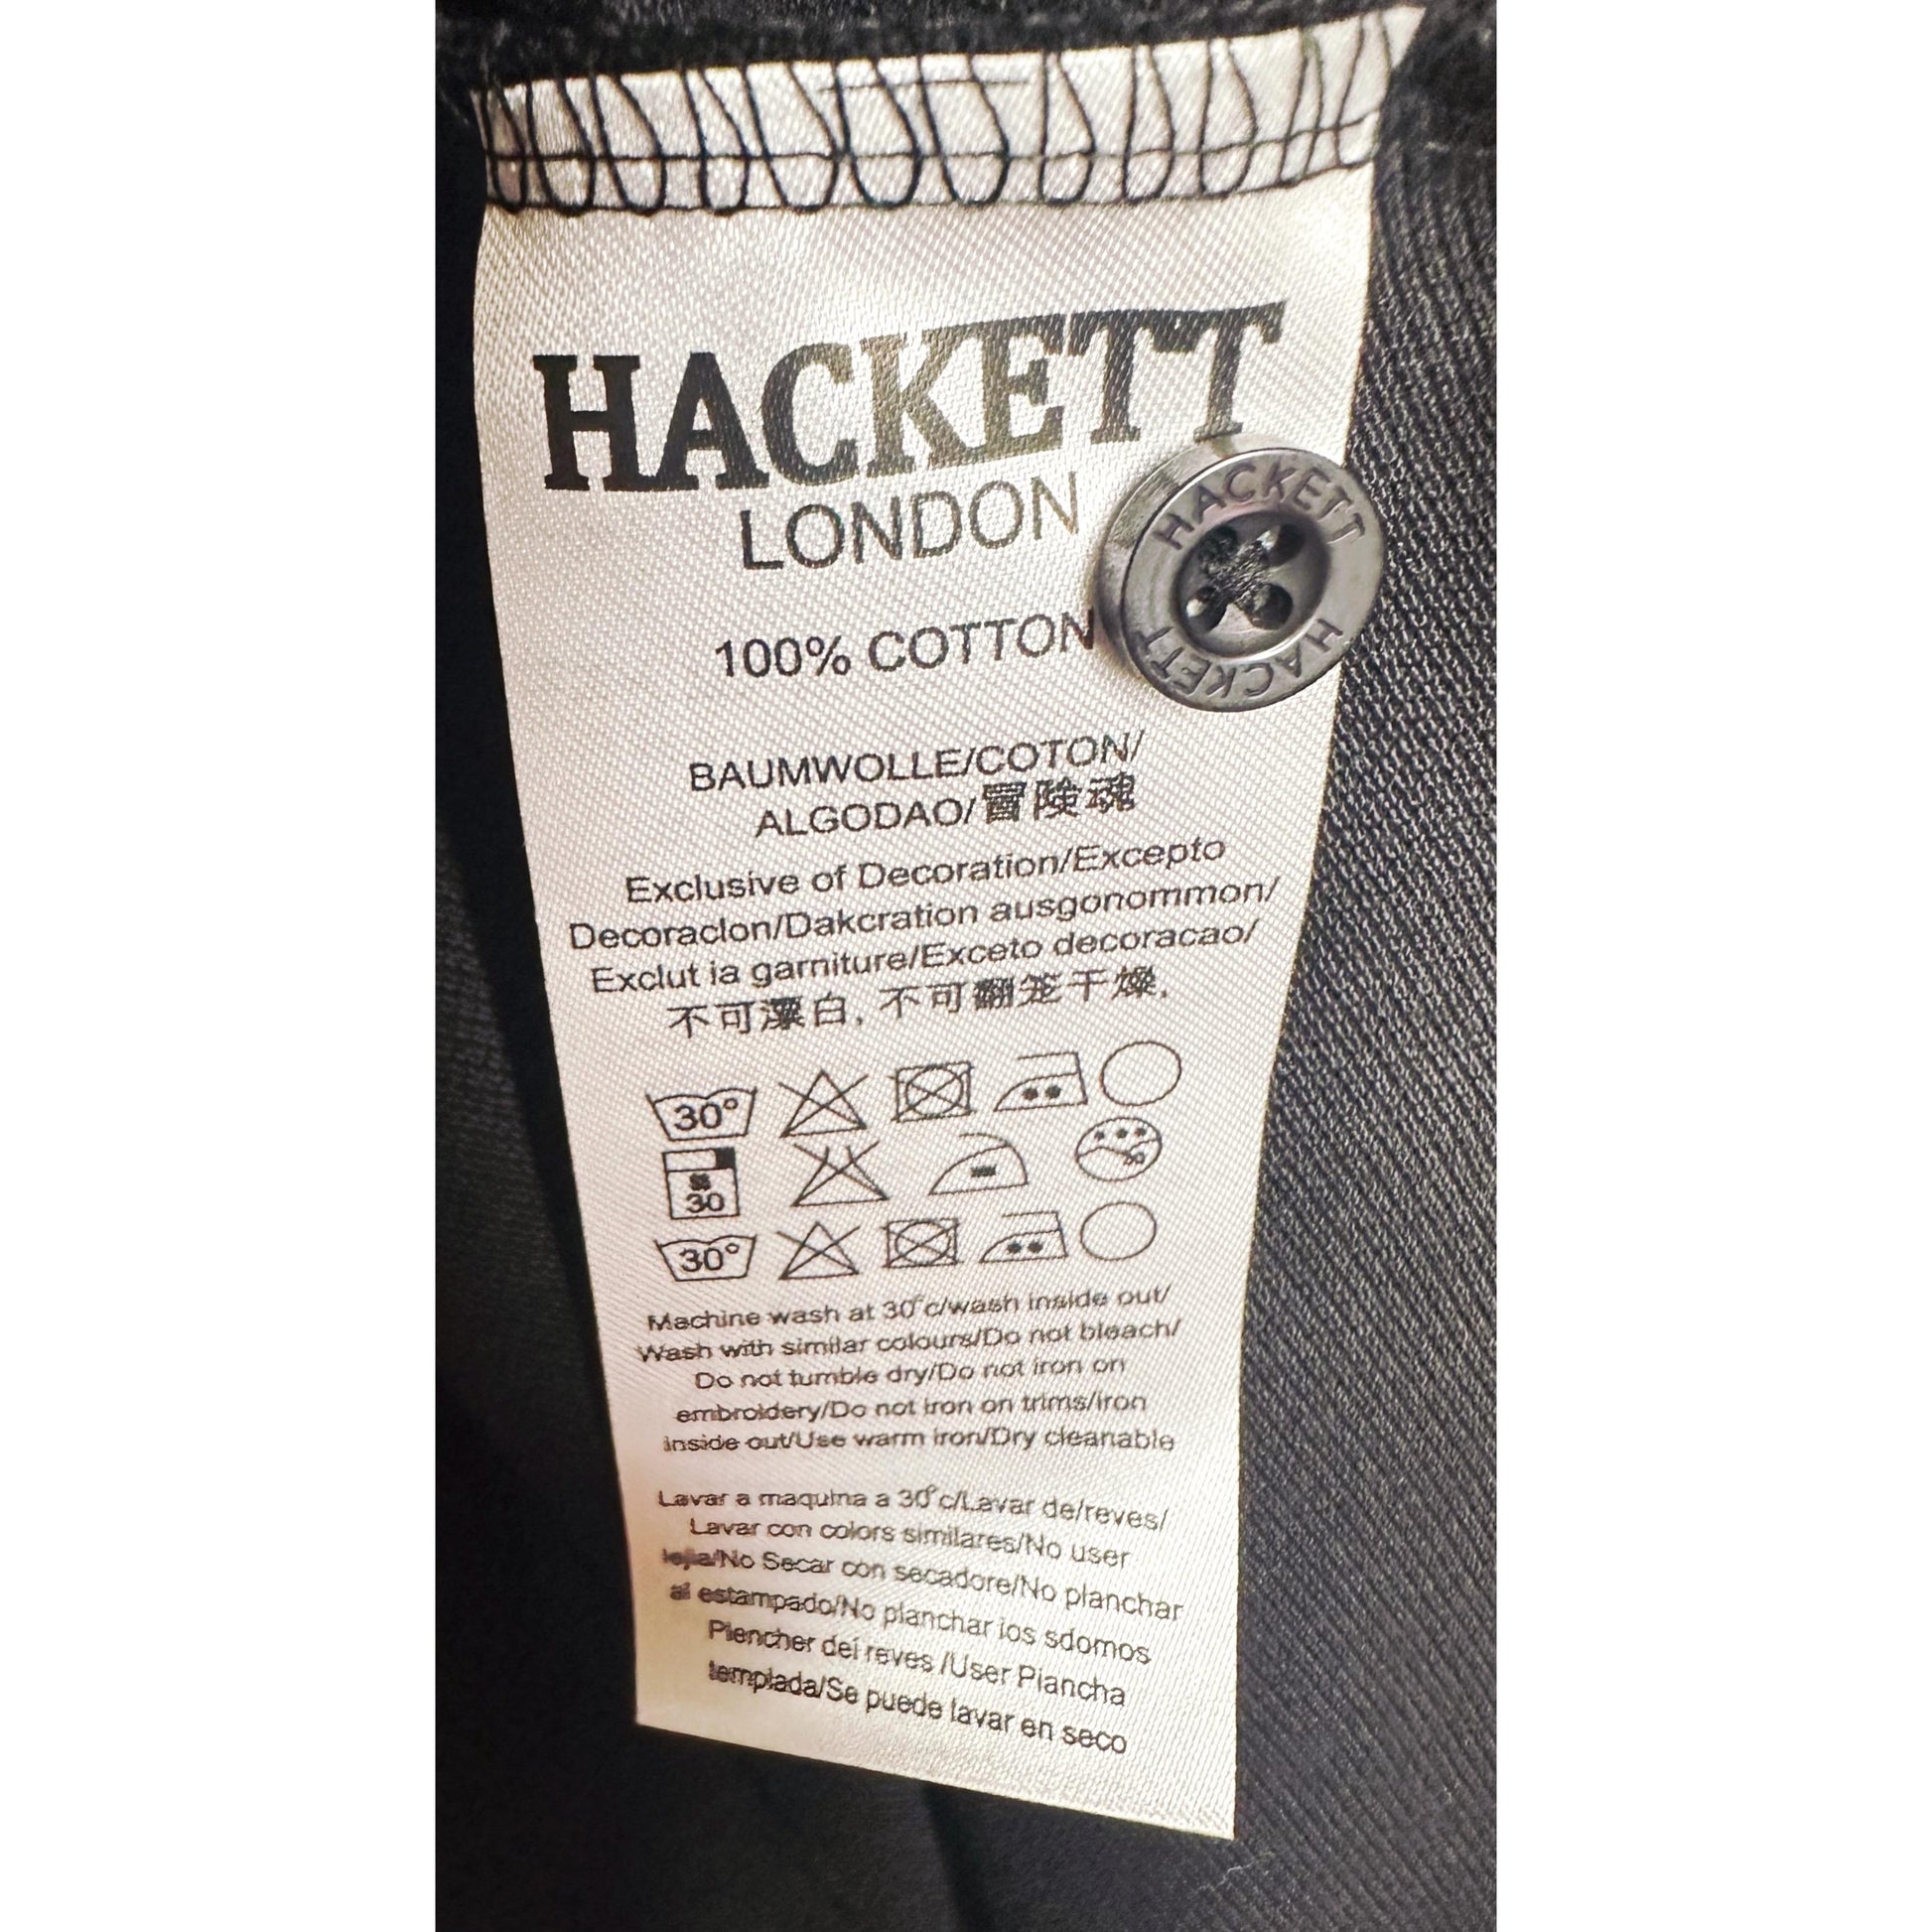 HACKETT
LONDON
HACKETT
HACKETT
100% COTTON
BAUMWOLLE/COTON/
ALGODAO/冒険魂
Exclusive of Decoration/Excepto
Decoraclon/Dakcration ausgonommon/
Exclut ia garniture/Exceto decoracao/
不可漂白, 不可翻笼干燥,
30°
30
30°
Machine wash at 30°c/wash inside out/
Wash with similar colours/Do not bleach/
Do not tumble dry/Do not iron on
embroldery/Do not iron on trims/iron
inside out/Use warm iron/Dry cleanable
Lavar a maqulna a 30°c/Lavar de/reves/
Lavar con colors similares/No user
lejia/No Secar con secadore/No planchar
al estampado/No planchar ios sdomos
Plencher dei reves /User Plancha
templada/Se puede lavar en seco